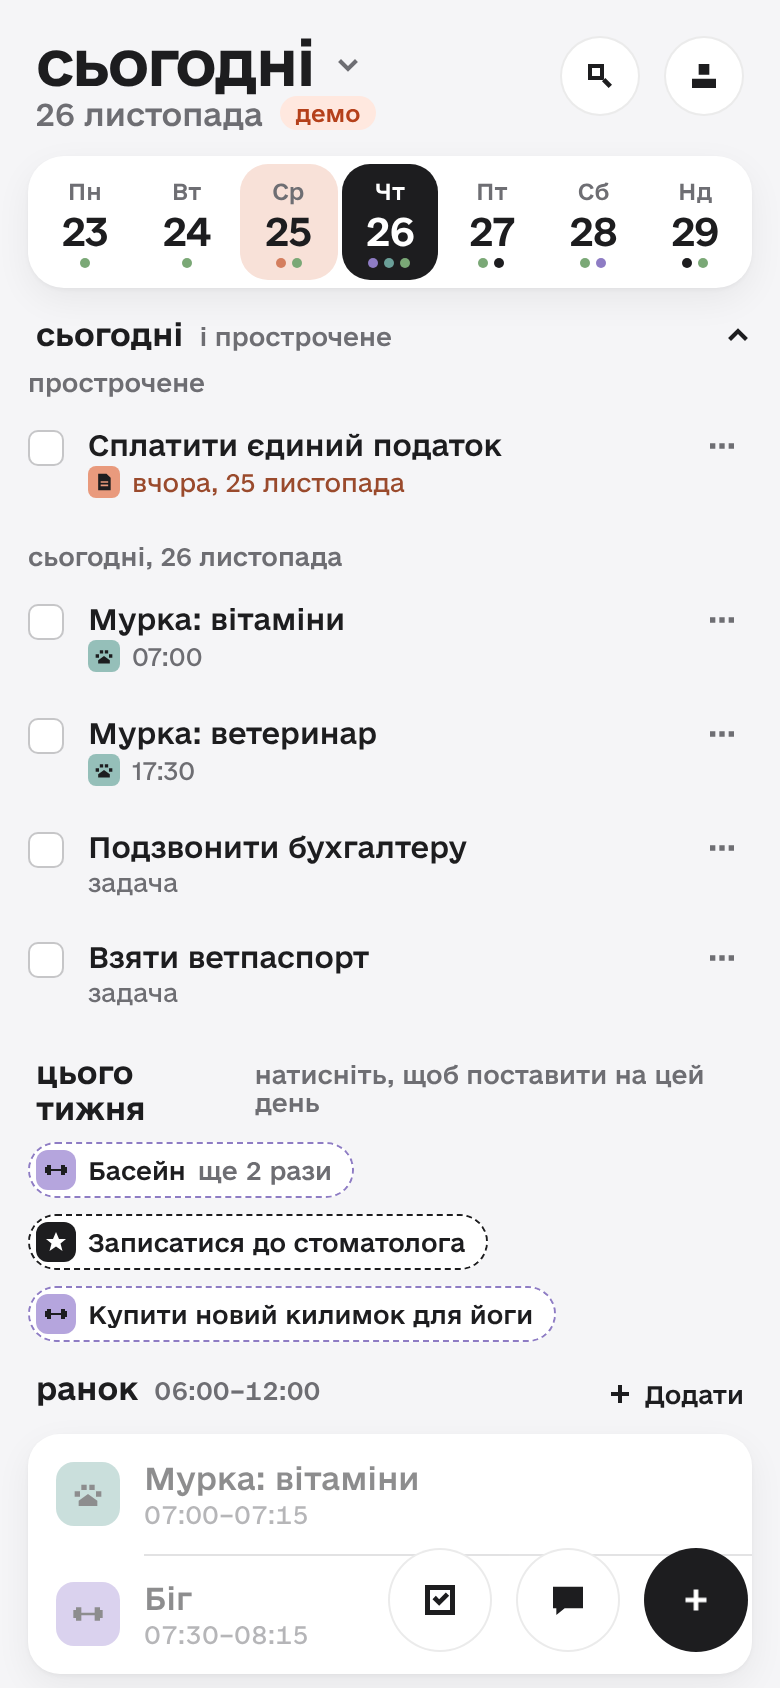 сьогодні
26 листопада демо
Пн Вт Ср Чт Пт Сб Нд
23 24 25 26 27 28 29
сьогодні і прострочене
прострочене
Сплатити єдиний податок
вчора, 25 листопада
сьогодні, 26 листопада
Мурка: вітаміни
07:00
Мурка: ветеринар
17:30
Подзвонити бухгалтеру
задача
Взяти ветпаспорт
задача
цього
тижня
натисніть, щоб поставити на цей
день
Басейн ще 2 рази
Записатися до стоматолога
Купити новий килимок для йоги
ранок 06:00–12:00
+ Додати
Мурка: вітаміни
07:00–07:15
Біг
07:30–08:15